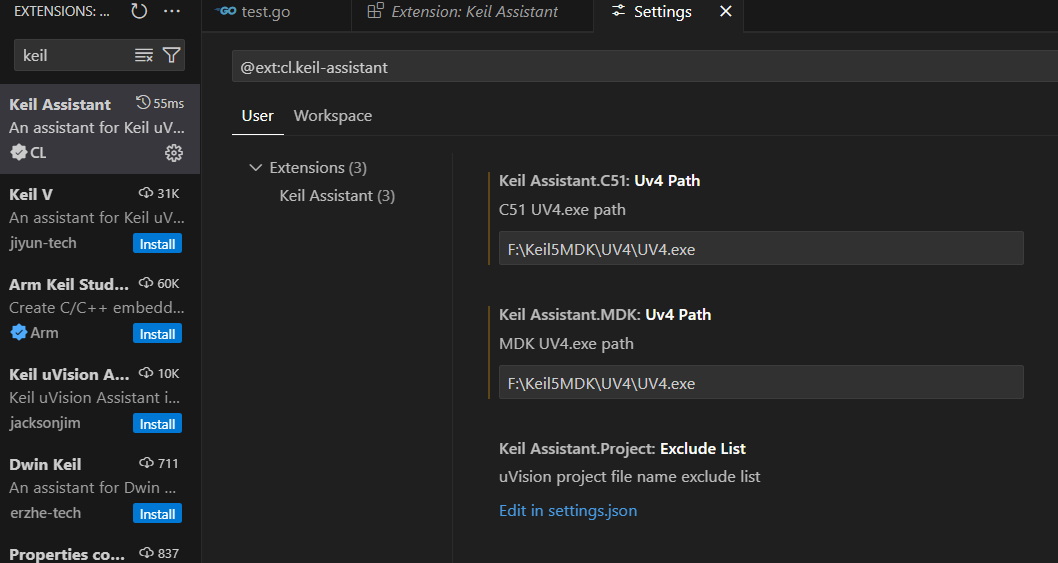 EXTENSIONS: ...
keil
Keil Assistant 55ms
An assistant for Keil uV...
CL
Keil V 31K
An assistant for Keil uV...
jiyun-tech Install
Arm Keil Stud... 60K
Create C/C++ embedd...
Arm Install
Keil uVision A... 10K
Keil uVision Assistant i...
jacksonjim Install
Dwin Keil 711
An assistant for Dwin ...
erzhe-tech Install
Properties co... 837
GO test.go
Extension: Keil Assistant
Settings
@ext:cl.keil-assistant
User Workspace
Extensions (3)
Keil Assistant (3)
Keil Assistant.C51: Uv4 Path
C51 UV4.exe path
F:\Keil5MDK\UV4\UV4.exe
Keil Assistant.MDK: Uv4 Path
MDK UV4.exe path
F:\Keil5MDK\UV4\UV4.exe
Keil Assistant.Project: Exclude List
uVision project file name exclude list
Edit in settings.json